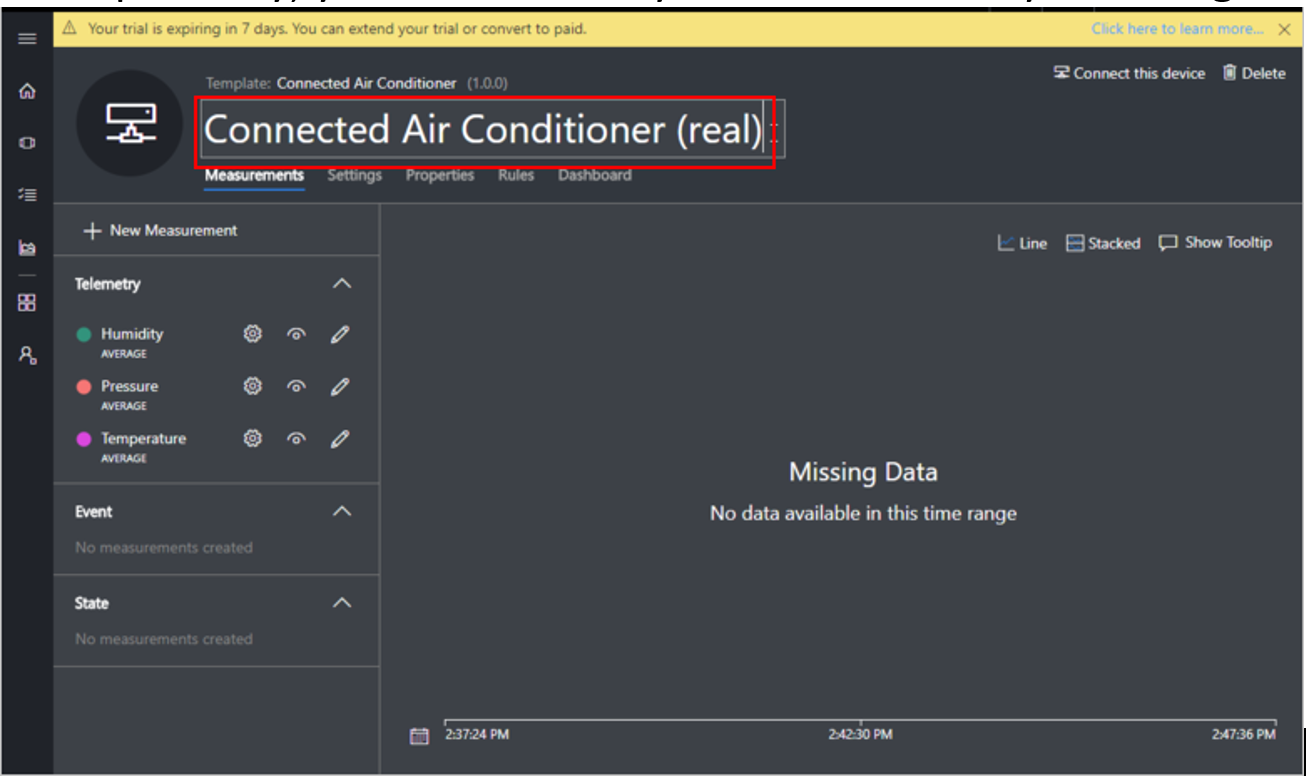 Your trial is expiring in 7 days. You can extend your trial or convert to paid. Click here to learn more...
Template: Connected Air Conditioner (1.0.0) Connect this device Delete
Connected Air Conditioner (real)
Measurements Settings Properties Rules Dashboard
New Measurement
Line Stacked Show Tooltip
Telemetry
Humidity
AVERAGE
Pressure
AVERAGE
Temperature
AVERAGE
Event
No measurements created
State
No measurements created
Missing Data
No data available in this time range
2:37:24 PM 2:42:30 PM 2:47:36 PM